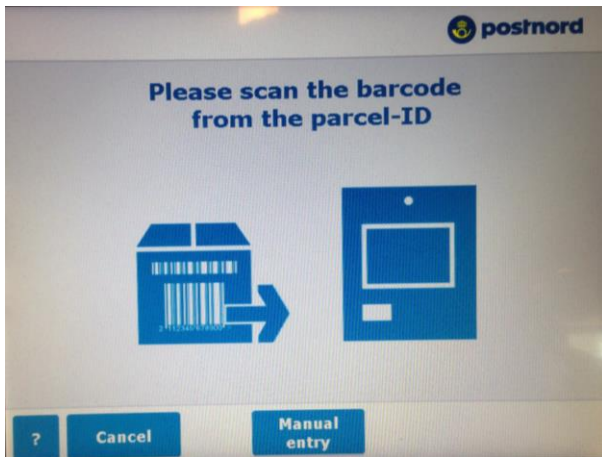 postnord
Please scan the barcode
from the parcel-ID
?
Cancel
Manual
entry